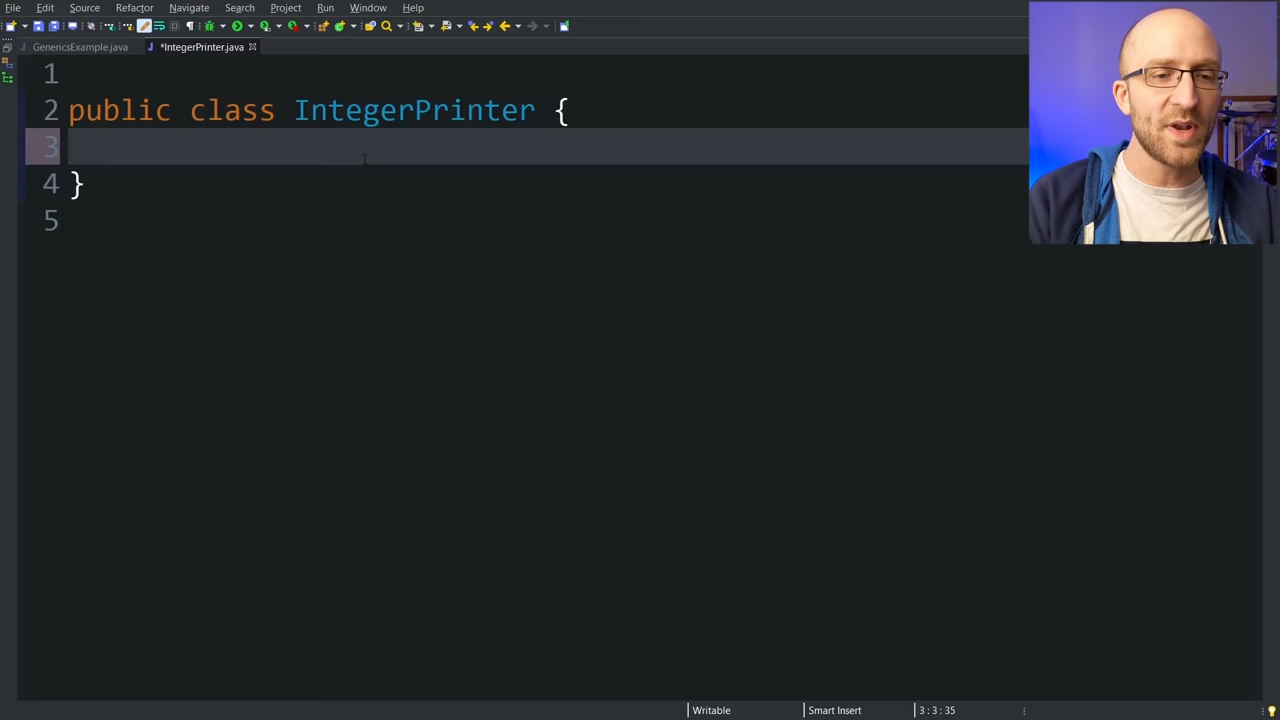 File Edit Source Refactor Navigate Search Project Run Window Help
GenericsExample.java *IntegerPrinter.java
1
2 public class IntegerPrinter {
3
4 }
5
Writable Smart Insert 3 : 3 : 35